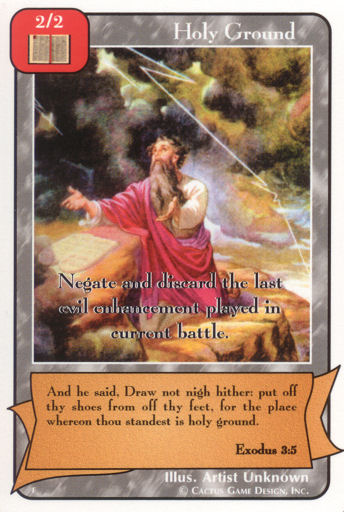 2/2
Holy Ground
Negate and discard the last
evil enhancement played in
current battle.
And he said, Draw not nigh hither: put off
thy shoes from off thy feet, for the place
whereon thou standest is holy ground.
Exodus 3:5
Illus. Artist Unknown
© Cactus Game Design, Inc.